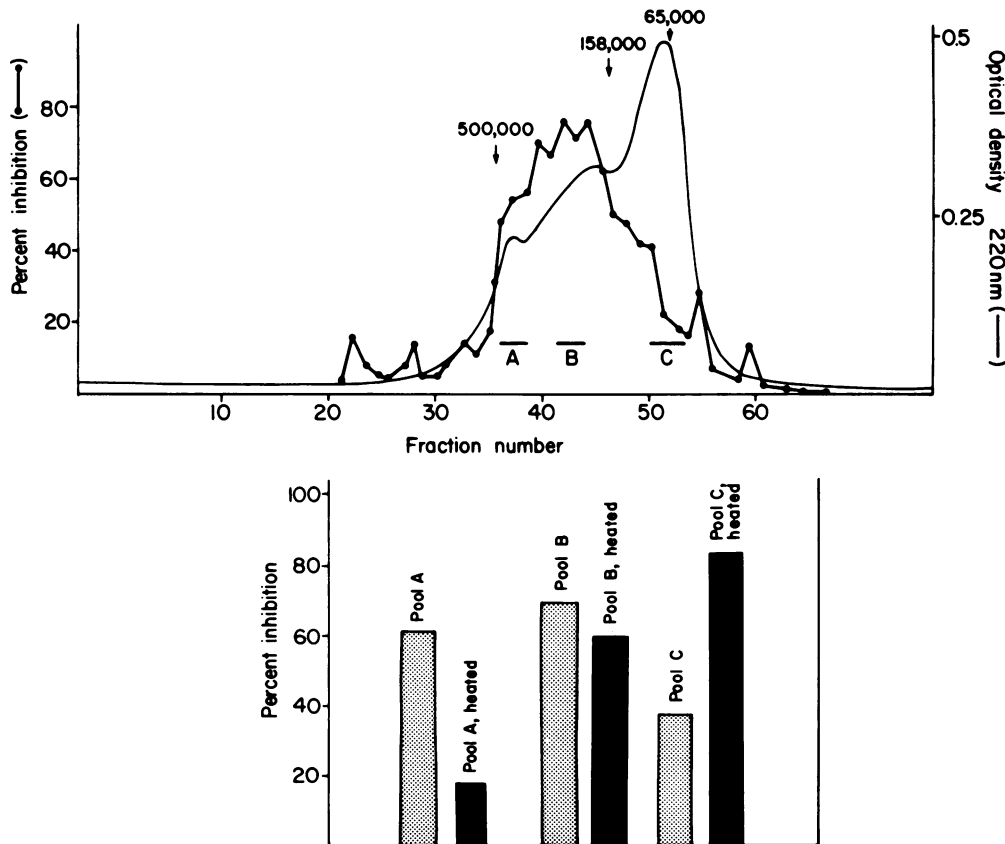 65,000
158,000
500,000
80
60
40
20
Percent inhibition (
)
0.5
0.25
Optical density 220nm (
)
A
B
C
10
20
30
40
50
60
Fraction number
100
80
60
40
20
Percent inhibition
Pool A
Pool A, heated
Pool B
Pool B, heated
Pool C
Pool C,
heated